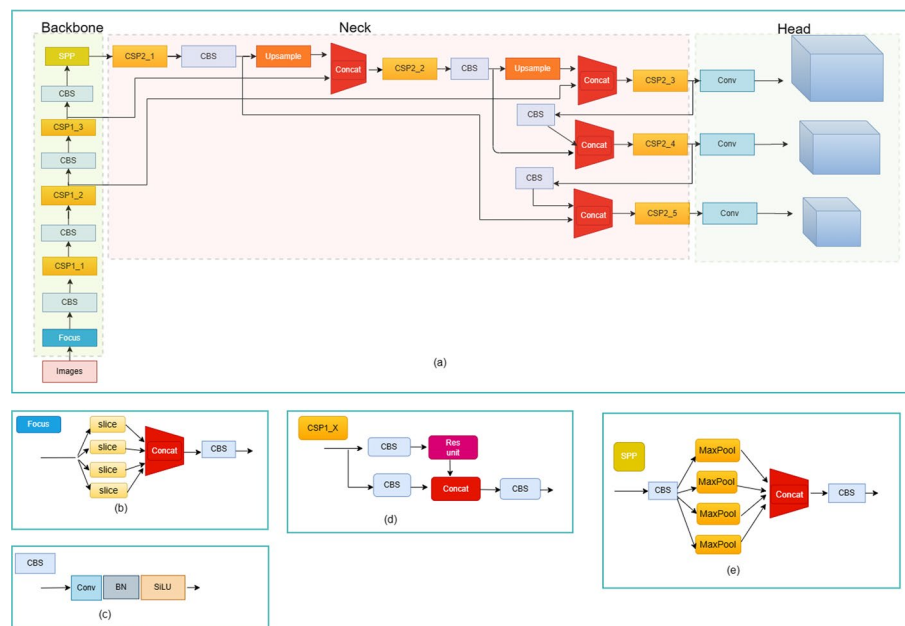 Backbone
Neck
Head
SPP
CSP2_1
CBS
Upsample
Concat
CSP2_2
CBS
Upsample
Concat
CSP2_3
Conv
CBS
CBS
CSP1_3
Concat
CSP2_4
Conv
CBS
CBS
CSP1_2
Concat
CSP2_5
Conv
CBS
CSP1_1
CBS
Focus
Images
(a)
Focus
slice
slice
slice
slice
Concat
CBS
(b)
CSP1_X
CBS
Res
unit
CBS
Concat
CBS
(d)
SPP
CBS
MaxPool
MaxPool
MaxPool
MaxPool
Concat
CBS
(e)
CBS
Conv
BN
SiLU
(c)